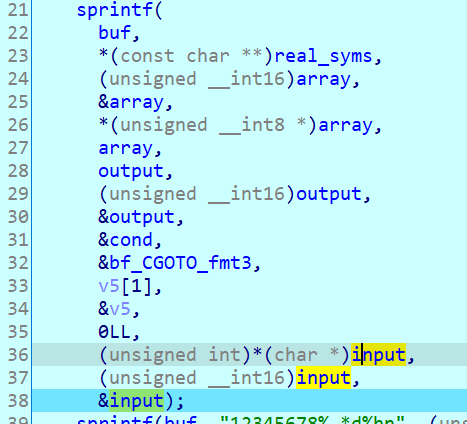 21 sprintf(
22 buf,
23 *(const char **)real_syms,
24 (unsigned __int16)array,
25 &array,
26 *(unsigned __int8 *)array,
27 array,
28 output,
29 (unsigned __int16)output,
30 &output,
31 &cond,
32 &bf_CGOTO_fmt3,
33 v5[1],
34 &v5,
35 0LL,
36 (unsigned int)*(char *)input,
37 (unsigned __int16)input,
38 &input);
39 sprintf(buf, "12345678%.*d%hn", (un